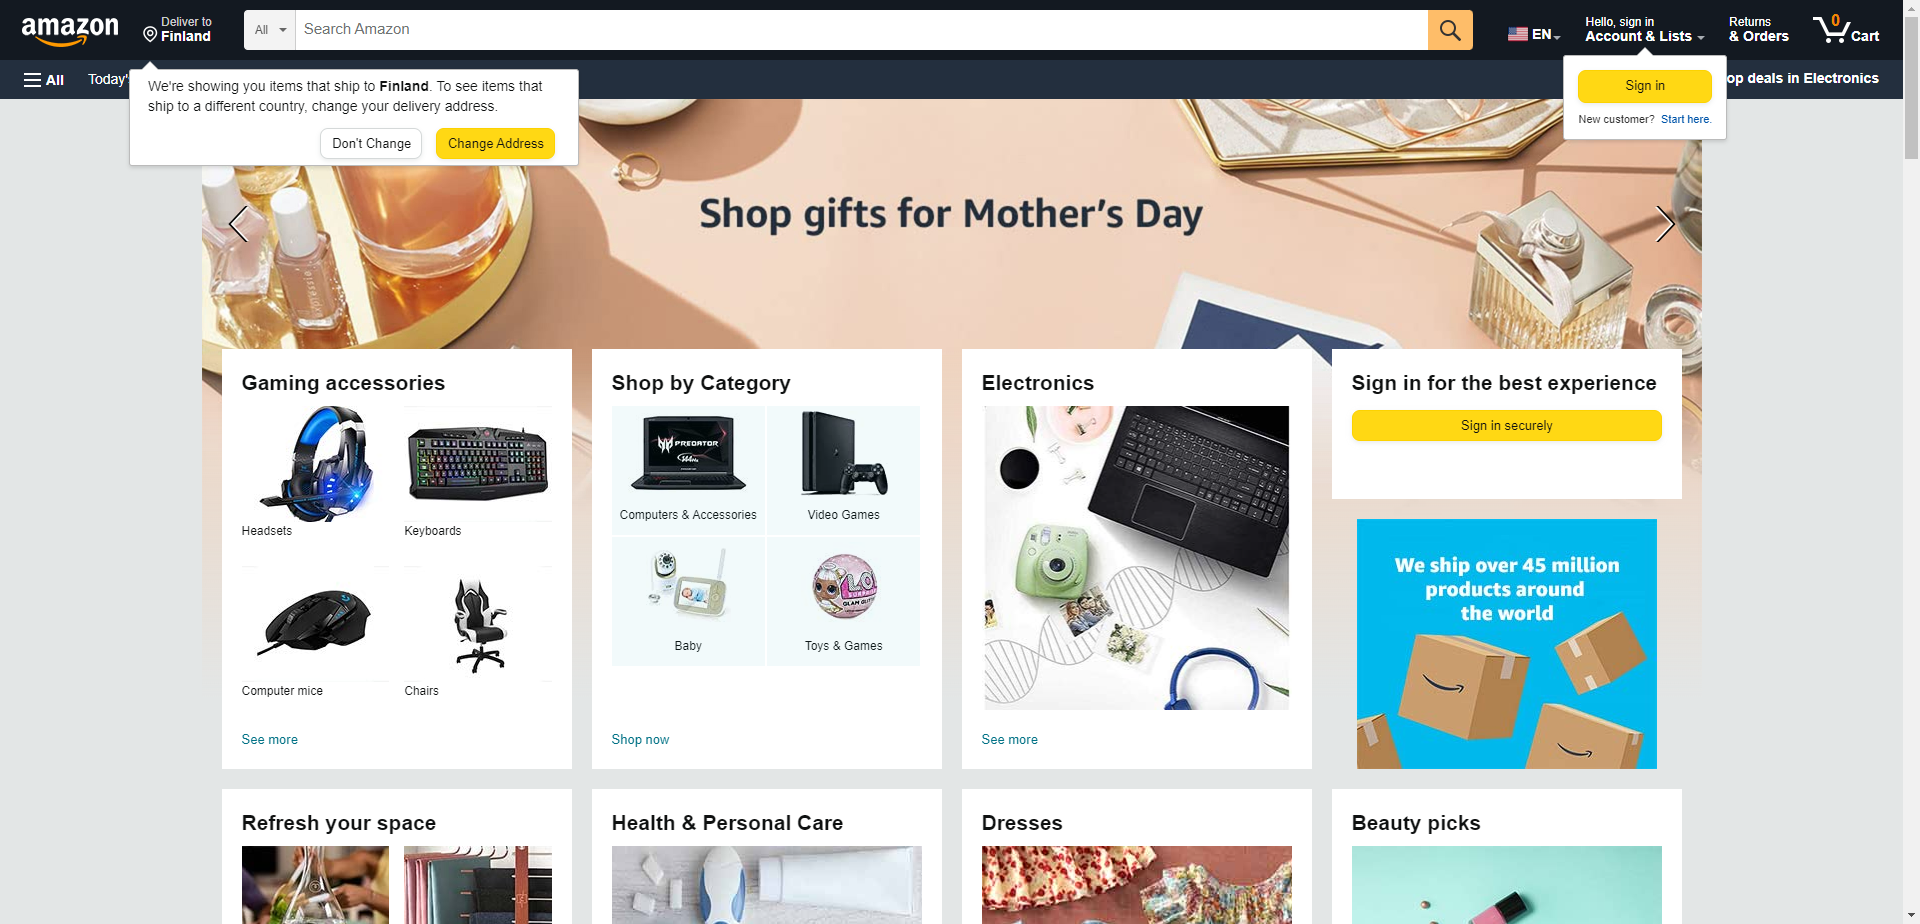 amazon
Deliver to
Finland
All
Search Amazon
EN
Hello, sign in
Account & Lists
Returns
& Orders
0
Cart
All
Today'
op deals in Electronics
We're showing you items that ship to Finland. To see items that
ship to a different country, change your delivery address.
Don't Change
Change Address
Sign in
New customer? Start here.
Shop gifts for Mother's Day
Gaming accessories
Headsets
Keyboards
Computer mice
Chairs
See more
Shop by Category
PREDATOR
Computers & Accessories
Video Games
Baby
Toys & Games
Shop now
Electronics
See more
Sign in for the best experience
Sign in securely
We ship over 45 million
products around
the world
Refresh your space
Health & Personal Care
Dresses
Beauty picks